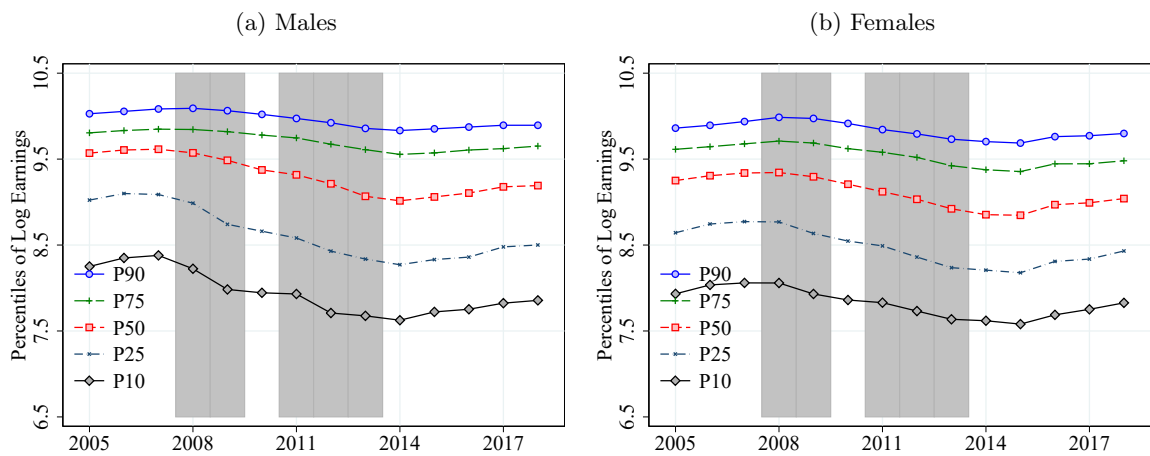 (a) Males
Percentiles of Log Earnings
10.5
9.5
8.5
7.5
6.5
P90
P75
P50
P25
P10
2005 2008 2011 2014 2017
(b) Females
Percentiles of Log Earnings
10.5
9.5
8.5
7.5
6.5
P90
P75
P50
P25
P10
2005 2008 2011 2014 2017